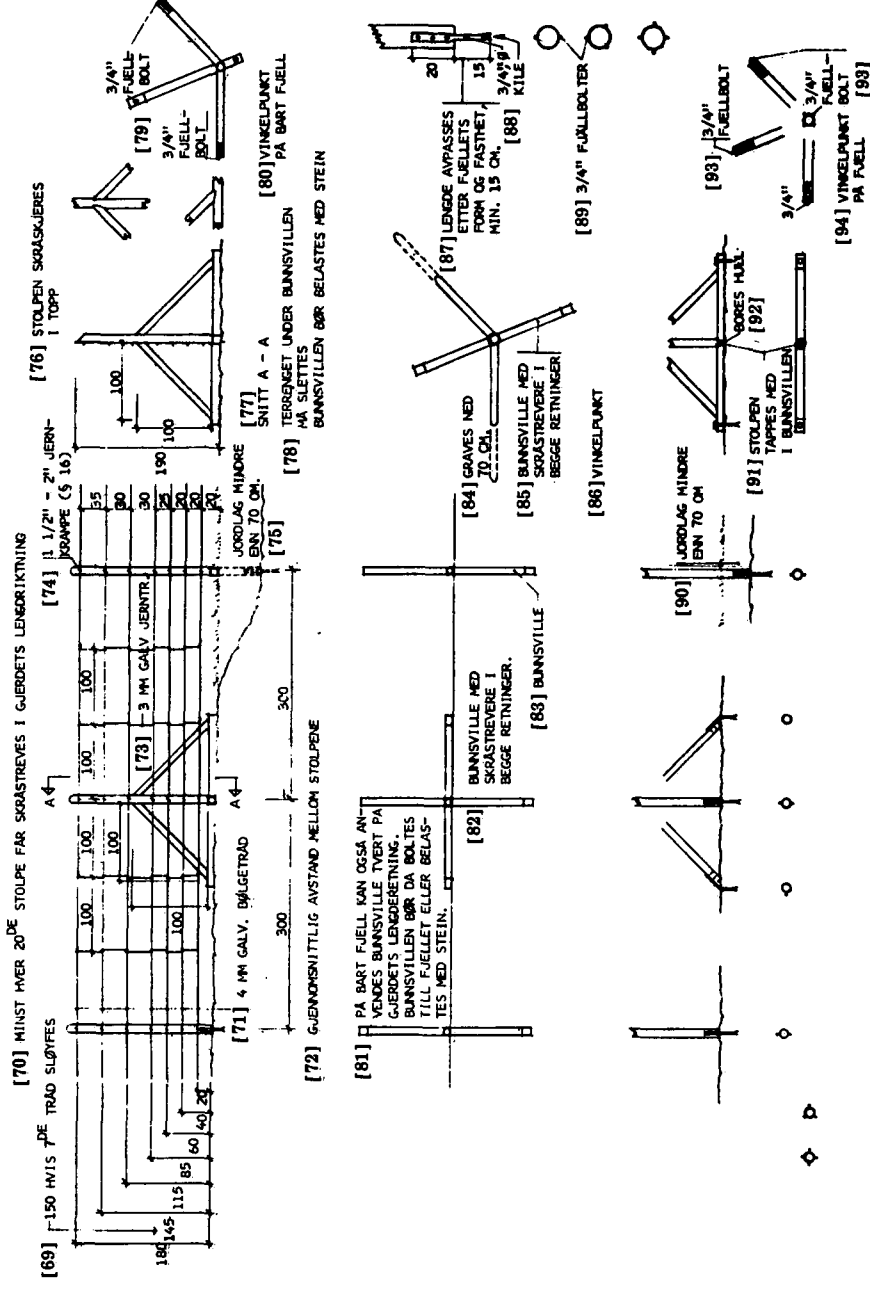 [69] 150 HVIS 7DE TRÅD SLØYFES
[70] MINST HVER 20DE STOLPE FÅR SKRÅSTREVES I GJERDETS LENGDRIKTNING
180
145
115
85
60
40
20
100
100
100
100
100
100
300
300
[71] 4 MM GALV. BØLGETRÅD
[72] GJENNOMSNITTLIG AVSTAND MELLOM STOLPENE
[73] 3 MM GALV JERNTR.
A
A
[74] 1 1/2" - 2" JERN-
KRAMPE (§ 16)
35
30
30
25
20
20
20
JORDLAG MINDRE
ENN 70 CM.
[75]
[76] STOLPEN SKRÅSKJERES
I TOPP
190
100
100
[77]
SNITT A - A
[78] TERRENGET UNDER BUNNSVILLEN
MÅ SLETTES
BUNNSVILLEN BØR BELASTES MED STEIN
3/4"
FJELL-
BOLT
[79]
3/4"
FJELL-
BOLT
[80] VINKELPUNKT
PÅ BART FJELL
[81] PÅ BART FJELL KAN OGSÅ AN-
VENDES BUNNSVILLE TVERT PÅ
GJERDETS LENGDERETNING.
BUNNSVILLEN BØR DA BOLTES
TILL FJELLET ELLER BELAS-
TES MED STEIN.
BUNNSVILLE MED
SKRÅSTREVERE I
BEGGE RETNINGER.
[82]
[83] BUNNSVILLE
[84] GRAVES NED
70 CM.
[85] BUNNSVILLE MED
SKRÅSTREVERE I
BEGGE RETNINGER
[86] VINKELPUNKT
[87] LENGDE AVPASSES
ETTER FJELLETS
FORM OG FASTHET,
MIN. 15 CM.
20
15
3/4" Ø
KILE
[88]
[89] 3/4" FJÄLLBOLTER
[90] JORDLAG MINDRE
ENN 70 CM
[91] STOLPEN
TAPPES MED
I BUNNSVILLEN
BORES HULL
[92]
[93] 3/4"
FJELLBOLT
3/4"
3/4"
FJELL-
BOLT
[93]
[94] VINKELPUNKT
PÅ FJELL